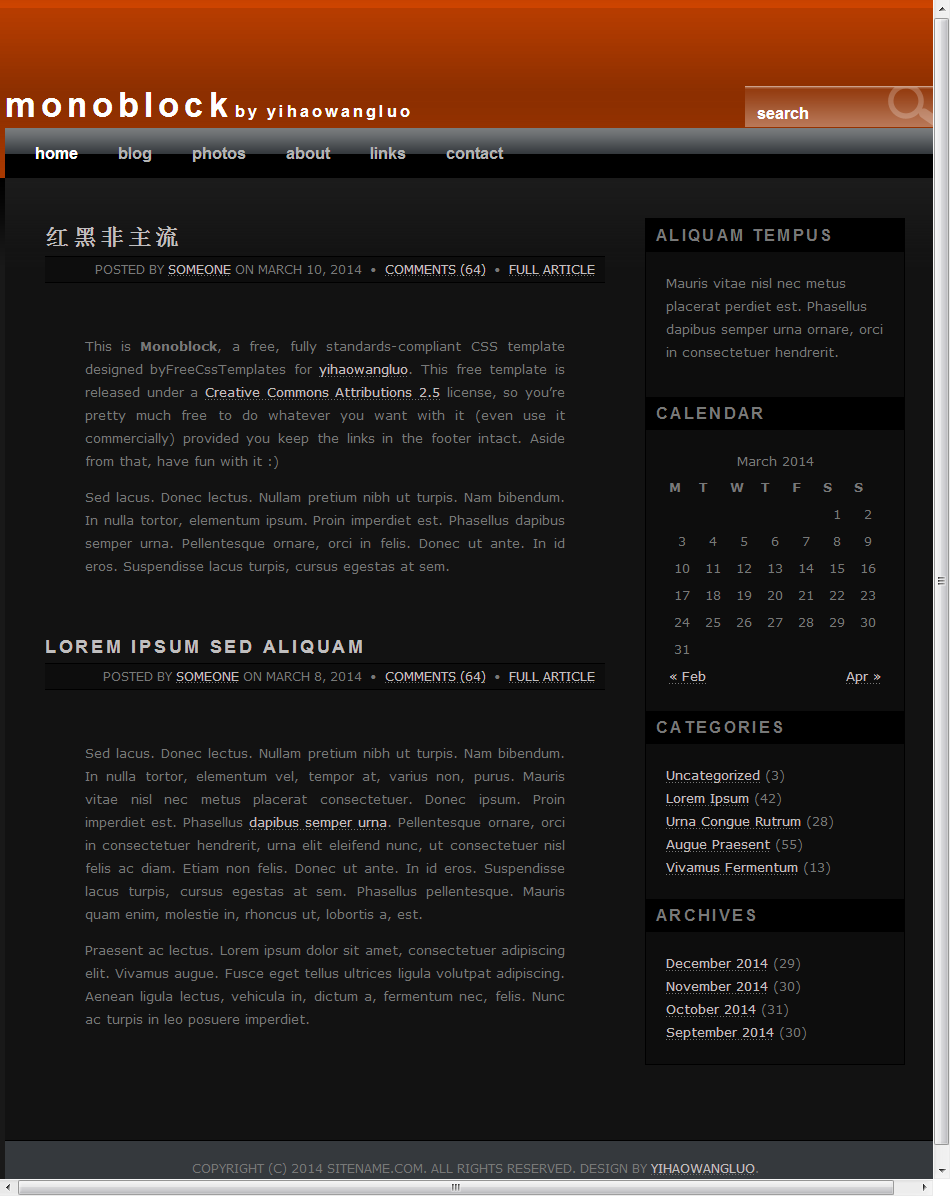 monoblock by yihaowangluo
search
home blog photos about links contact
红黑非主流
POSTED BY SOMEONE ON MARCH 10, 2014 • COMMENTS (64) • FULL ARTICLE
This is Monoblock, a free, fully standards-compliant CSS template
designed byFreeCssTemplates for yihaowangluo. This free template is
released under a Creative Commons Attributions 2.5 license, so you’re
pretty much free to do whatever you want with it (even use it
commercially) provided you keep the links in the footer intact. Aside
from that, have fun with it :)
Sed lacus. Donec lectus. Nullam pretium nibh ut turpis. Nam bibendum.
In nulla tortor, elementum ipsum. Proin imperdiet est. Phasellus dapibus
semper urna. Pellentesque ornare, orci in felis. Donec ut ante. In id
eros. Suspendisse lacus turpis, cursus egestas at sem.
LOREM IPSUM SED ALIQUAM
POSTED BY SOMEONE ON MARCH 8, 2014 • COMMENTS (64) • FULL ARTICLE
Sed lacus. Donec lectus. Nullam pretium nibh ut turpis. Nam bibendum.
In nulla tortor, elementum vel, tempor at, varius non, purus. Mauris
vitae nisl nec metus placerat consectetuer. Donec ipsum. Proin
imperdiet est. Phasellus dapibus semper urna. Pellentesque ornare, orci
in consectetuer hendrerit, urna elit eleifend nunc, ut consectetuer nisl
felis ac diam. Etiam non felis. Donec ut ante. In id eros. Suspendisse
lacus turpis, cursus egestas at sem. Phasellus pellentesque. Mauris
quam enim, molestie in, rhoncus ut, lobortis a, est.
Praesent ac lectus. Lorem ipsum dolor sit amet, consectetuer adipiscing
elit. Vivamus augue. Fusce eget tellus ultrices ligula volutpat adipiscing.
Aenean ligula lectus, vehicula in, dictum a, fermentum nec, felis. Nunc
ac turpis in leo posuere imperdiet.
ALIQUAM TEMPUS
Mauris vitae nisl nec metus
placerat perdiet est. Phasellus
dapibus semper urna ornare, orci
in consectetuer hendrerit.
CALENDAR
March 2014
M T W T F S S
1 2
3 4 5 6 7 8 9
10 11 12 13 14 15 16
17 18 19 20 21 22 23
24 25 26 27 28 29 30
31
« Feb Apr »
CATEGORIES
Uncategorized (3)
Lorem Ipsum (42)
Urna Congue Rutrum (28)
Augue Praesent (55)
Vivamus Fermentum (13)
ARCHIVES
December 2014 (29)
November 2014 (30)
October 2014 (31)
September 2014 (30)
COPYRIGHT (C) 2014 SITENAME.COM. ALL RIGHTS RESERVED. DESIGN BY YIHAOWANGLUO.